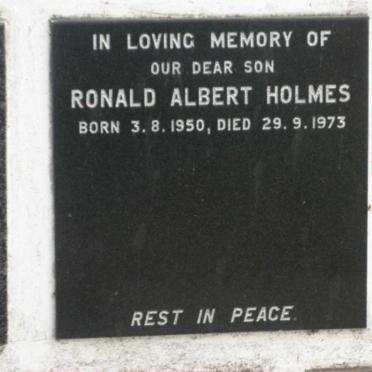 IN LOVING MEMORY OF
OUR DEAR SON
RONALD ALBERT HOLMES
BORN 3.8.1950, DIED 29.9.1973
REST IN PEACE.